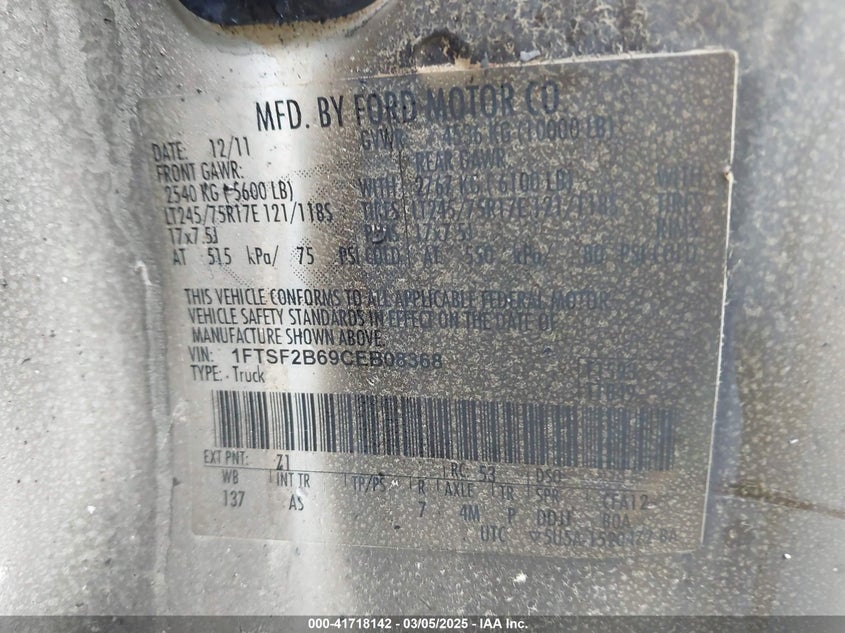 MFD. BY FORD MOTOR CO.
DATE: 12/11 GVWR: 4536 KG (10000 LB)
FRONT GAWR: REAR GAWR:
2540 KG (5600 LB) WITH 2767 KG (6100 LB) WITH
LT245/75R17E 121/118S TIRES LT245/75R17E 121/118S
17x7.5J RIMS 17x7.5J RIMS
AT 515 kPa/ 75 PSI COLD AT 550 kPa/ 80 PSI COLD
THIS VEHICLE CONFORMS TO ALL APPLICABLE FEDERAL MOTOR
VEHICLE SAFETY STANDARDS IN EFFECT ON THE DATE OF
MANUFACTURE SHOWN ABOVE.
VIN: 1FTSF2B69CEB08368
TYPE: Truck
EXT PNT: Z1 RC: 53 DSO:
WB INT TR TP/PS R AXLE TR SPR
137 AS 7 4M P
UTC
000-41718142 - 03/05/2025 - IAA Inc.